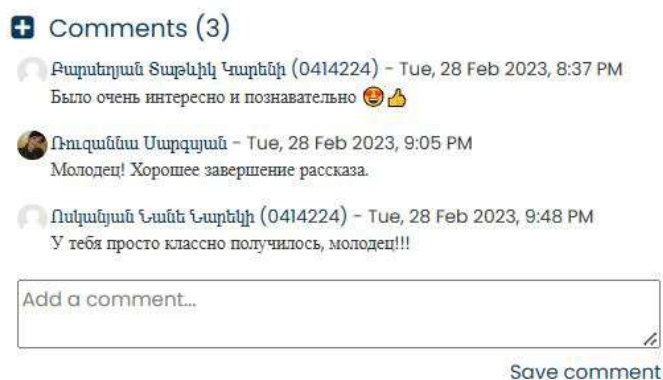 Comments (3)
Բարսեղյան Տաթևիկ Կարենի (0414224) - Tue, 28 Feb 2023, 8:37 PM
Было очень интересно и познавательно 🤩👍
Ռուզաննա Սարգսյան - Tue, 28 Feb 2023, 9:05 PM
Молодец! Хорошее завершение рассказа.
Ոսկանյան Նանե Նարեկի (0414224) - Tue, 28 Feb 2023, 9:48 PM
У тебя просто классно получилось, молодец!!!
Add a comment...
Save comment